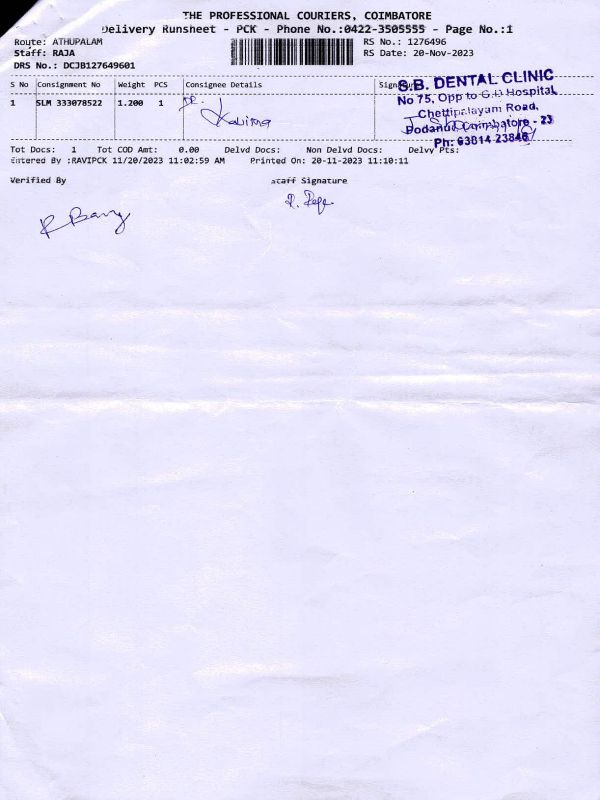 THE PROFESSIONAL COURIERS, COIMBATORE
Delivery Runsheet - PCK - Phone No.:0422-3505555 - Page No.:1
Route: ATHUPALAM RS No.: 1276496
Staff: RAJA RS Date: 20-Nov-2023
DRS No.: DCJB127649601
S No Consignment No Weight PCS Consignee Details Sign
1 SLM 333078522 1.200 1 DR. Kavitha
S.B. DENTAL CLINIC
No 75, Opp to G.D Hospital,
Chettipalayam Road,
Podanur, Coimbatore - 23
Ph: 63814 23848
Tot Docs: 1 Tot COD Amt: 0.00 Delvd Docs: Non Delvd Docs: Delvy Pts:
Entered By :RAVIPCK 11/20/2023 11:02:59 AM Printed On: 20-11-2023 11:10:11
Verified By Staff Signature